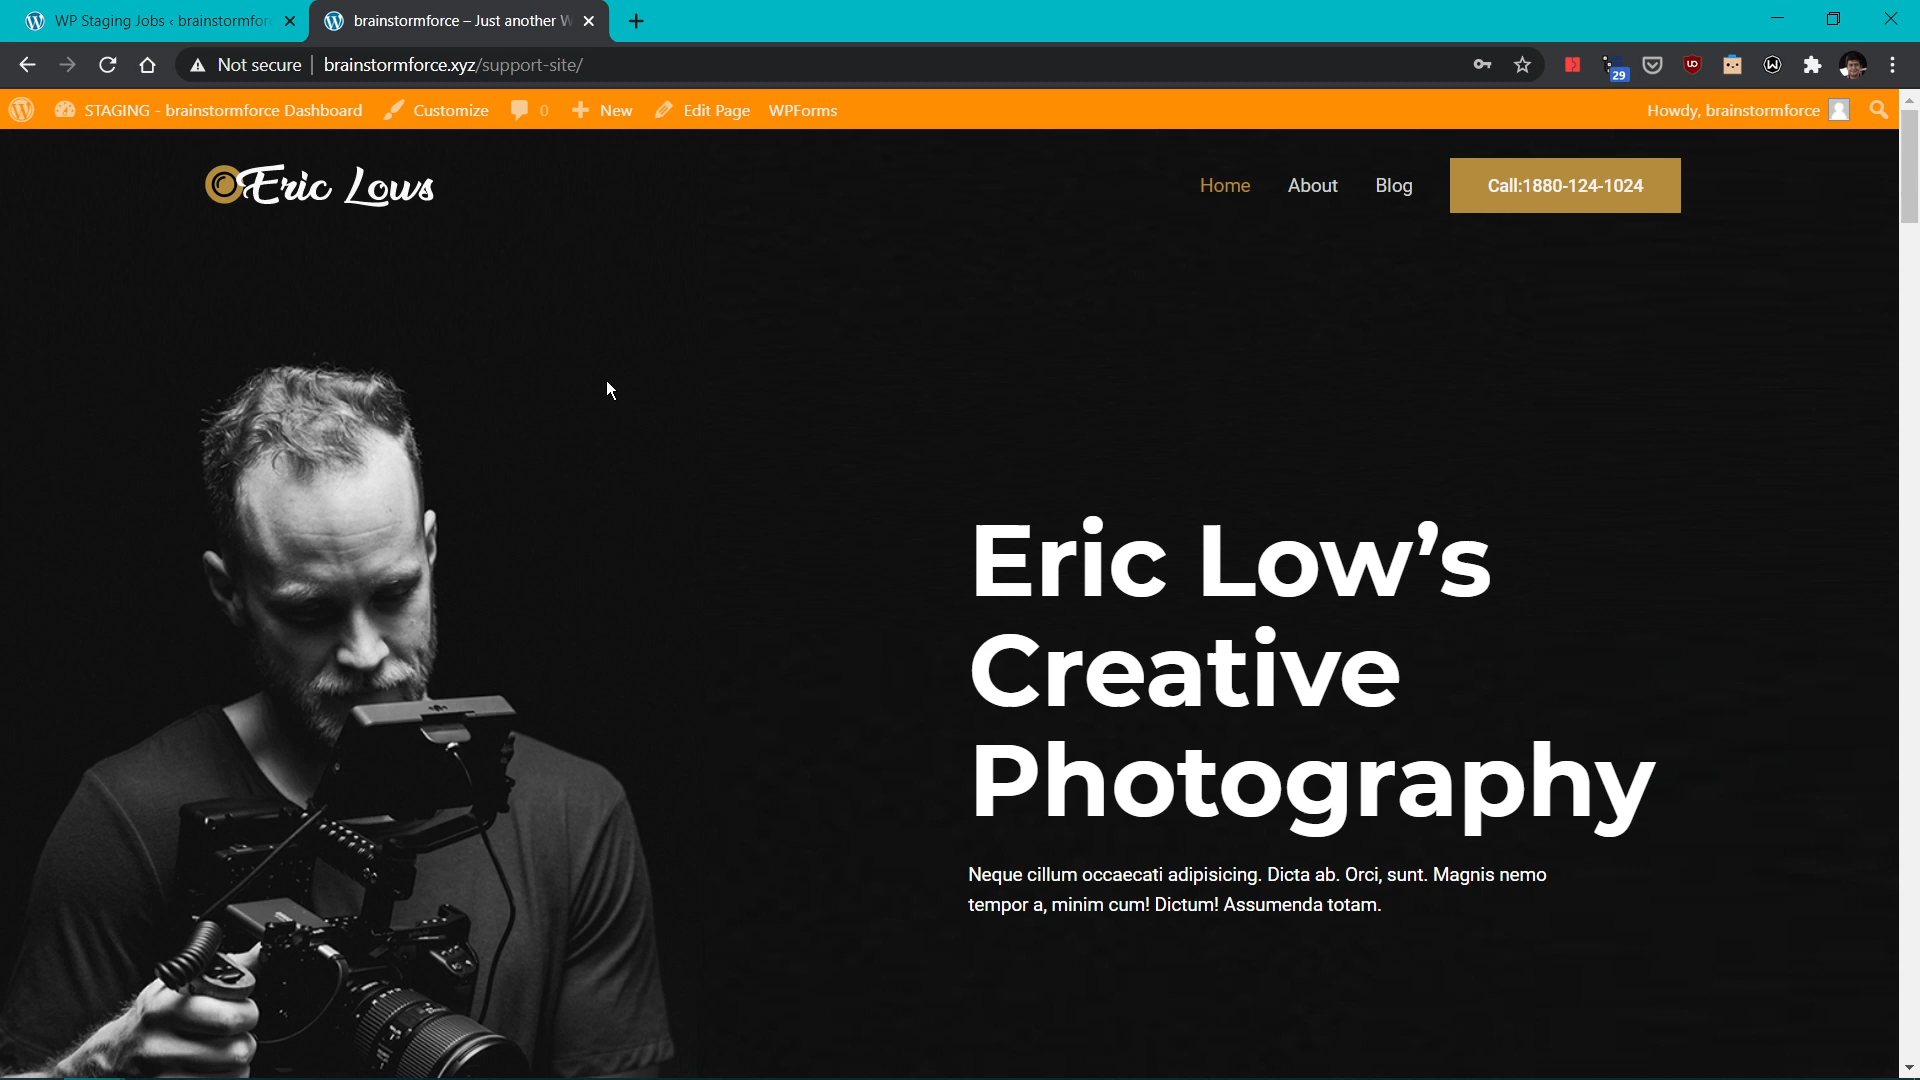 WP Staging Jobs ‹ brainstormforc
brainstormforce – Just another W
Not secure
brainstormforce.xyz/support-site/
29
STAGING - brainstormforce Dashboard
Customize
0
New
Edit Page
WPForms
Howdy, brainstormforce
Eric Lows
Home
About
Blog
Call:1880-124-1024
Eric Low’s
Creative
Photography
Neque cillum occaecati adipisicing. Dicta ab. Orci, sunt. Magnis nemo
tempor a, minim cum! Dictum! Assumenda totam.